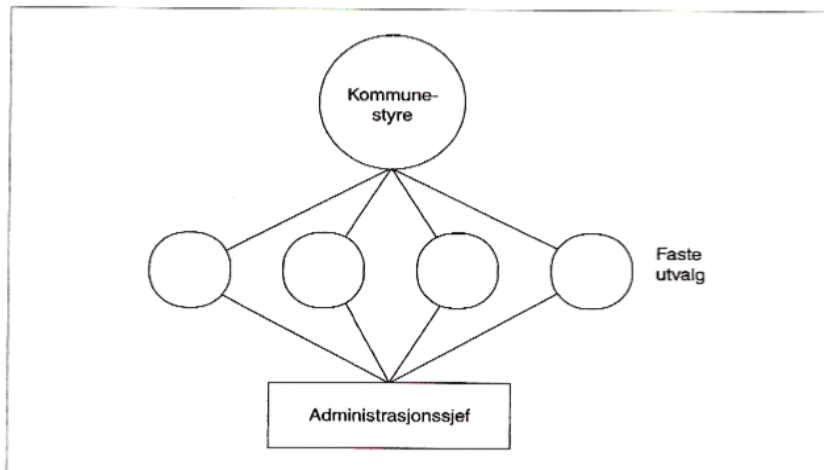 Kommune-
styre
Faste
utvalg
Administrasjonssjef